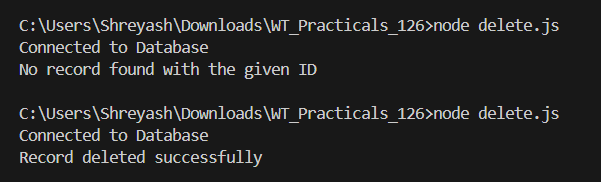 C:\Users\Shreyash\Downloads\WT_Practicals_126>node delete.js
Connected to Database
No record found with the given ID
C:\Users\Shreyash\Downloads\WT_Practicals_126>node delete.js
Connected to Database
Record deleted successfully